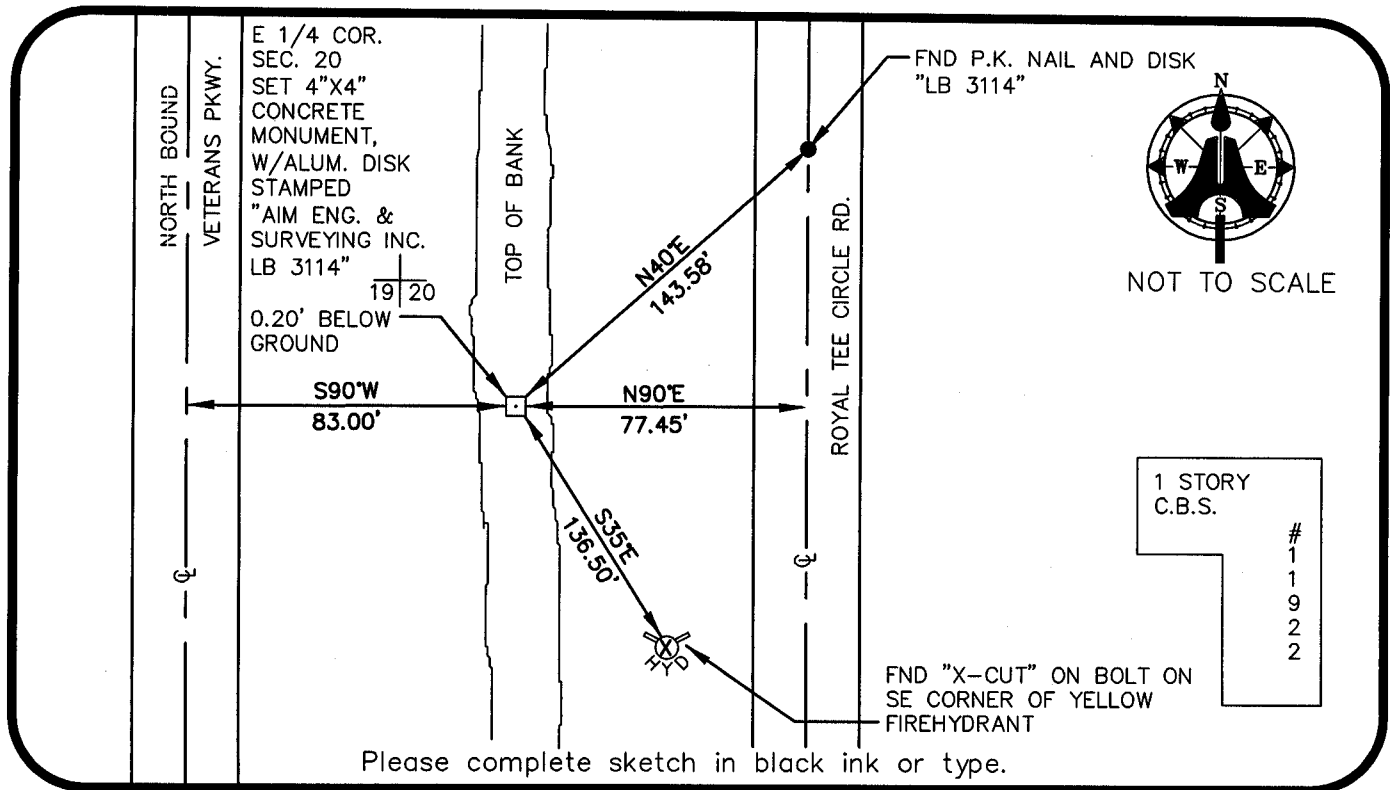 E 1/4 COR.
SEC. 20
SET 4"X4"
CONCRETE
MONUMENT,
W/ALUM. DISK
STAMPED
"AIM ENG. &
SURVEYING INC.
LB 3114"
19 20
0.20' BELOW
GROUND
NORTH BOUND
VETERANS PKWY.
TOP OF BANK
FND P.K. NAIL AND DISK
"LB 3114"
N
W E
S
NOT TO SCALE
N40°E
143.58'
ROYAL TEE CIRCLE RD.
S90°W
83.00'
N90°E
77.45'
S35°E
136.50'
CL
CL
1 STORY
C.B.S.
#
1
1
9
2
2
X
HYD
FND "X-CUT" ON BOLT ON
SE CORNER OF YELLOW
FIREHYDRANT
Please complete sketch in black ink or type.